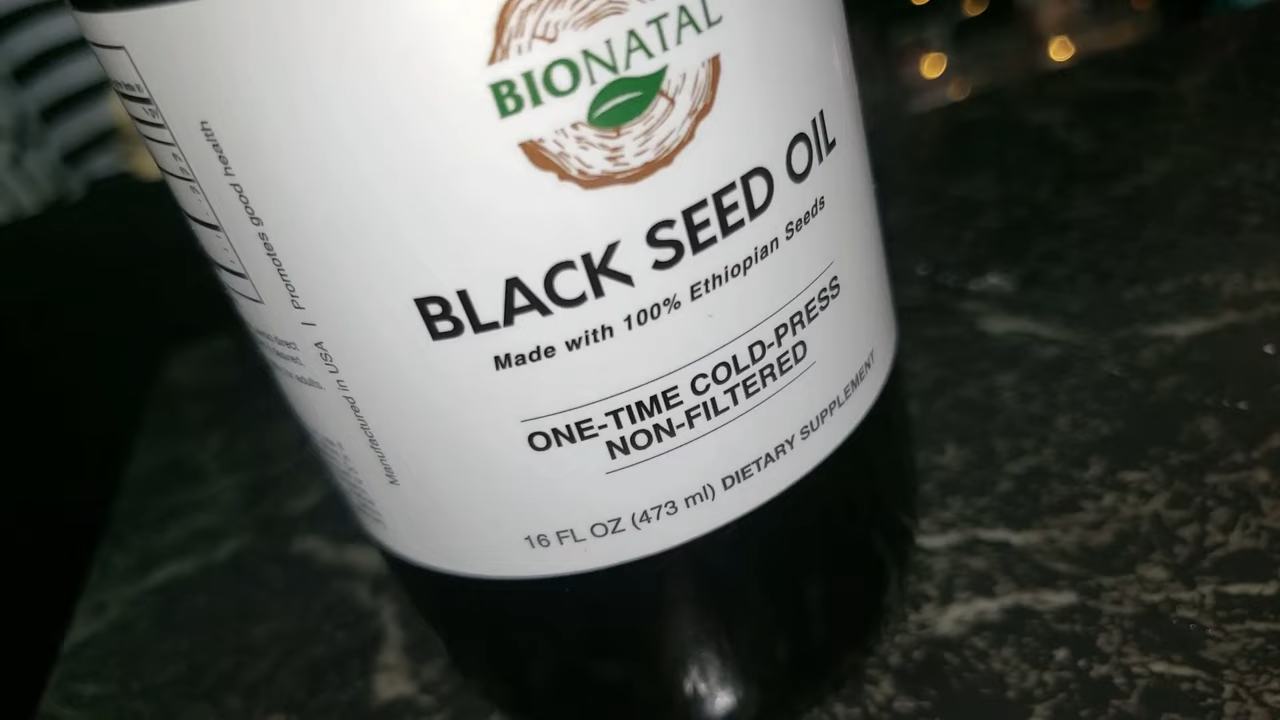 BIONATAL
BLACK SEED OIL
Made with 100% Ethiopian Seeds
ONE-TIME COLD-PRESS
NON-FILTERED
16 FL OZ (473 ml) DIETARY SUPPLEMENT
Manufactured in USA | Promotes good health
adults.